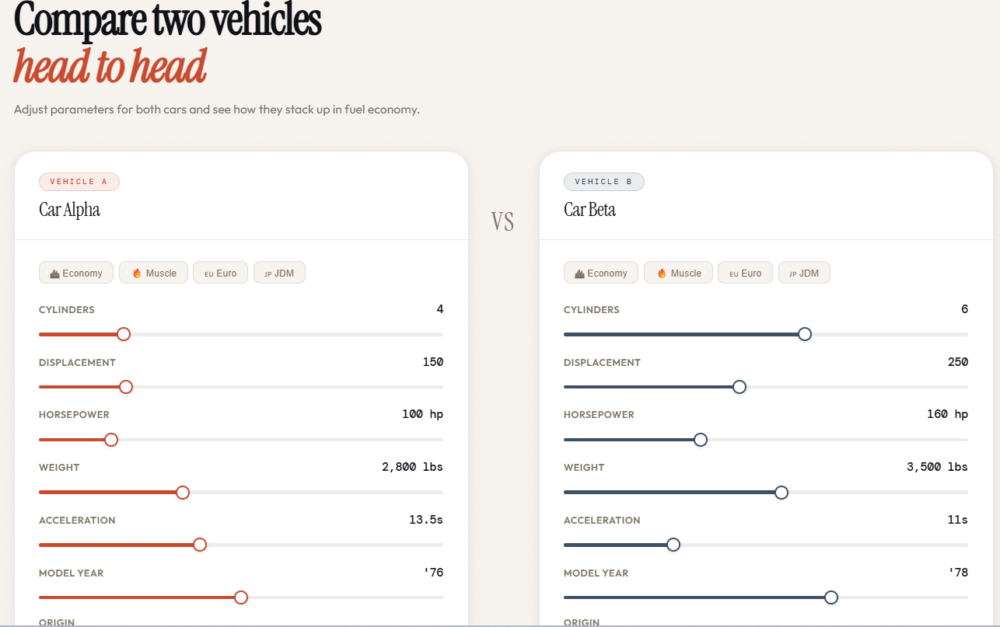 Compare two vehicles
head to head
Adjust parameters for both cars and see how they stack up in fuel economy.
VEHICLE A
Car Alpha
Economy Muscle EU Euro JP JDM
CYLINDERS 4
DISPLACEMENT 150
HORSEPOWER 100 hp
WEIGHT 2,800 lbs
ACCELERATION 13.5s
MODEL YEAR '76
ORIGIN
VS
VEHICLE B
Car Beta
Economy Muscle EU Euro JP JDM
CYLINDERS 6
DISPLACEMENT 250
HORSEPOWER 160 hp
WEIGHT 3,500 lbs
ACCELERATION 11s
MODEL YEAR '78
ORIGIN